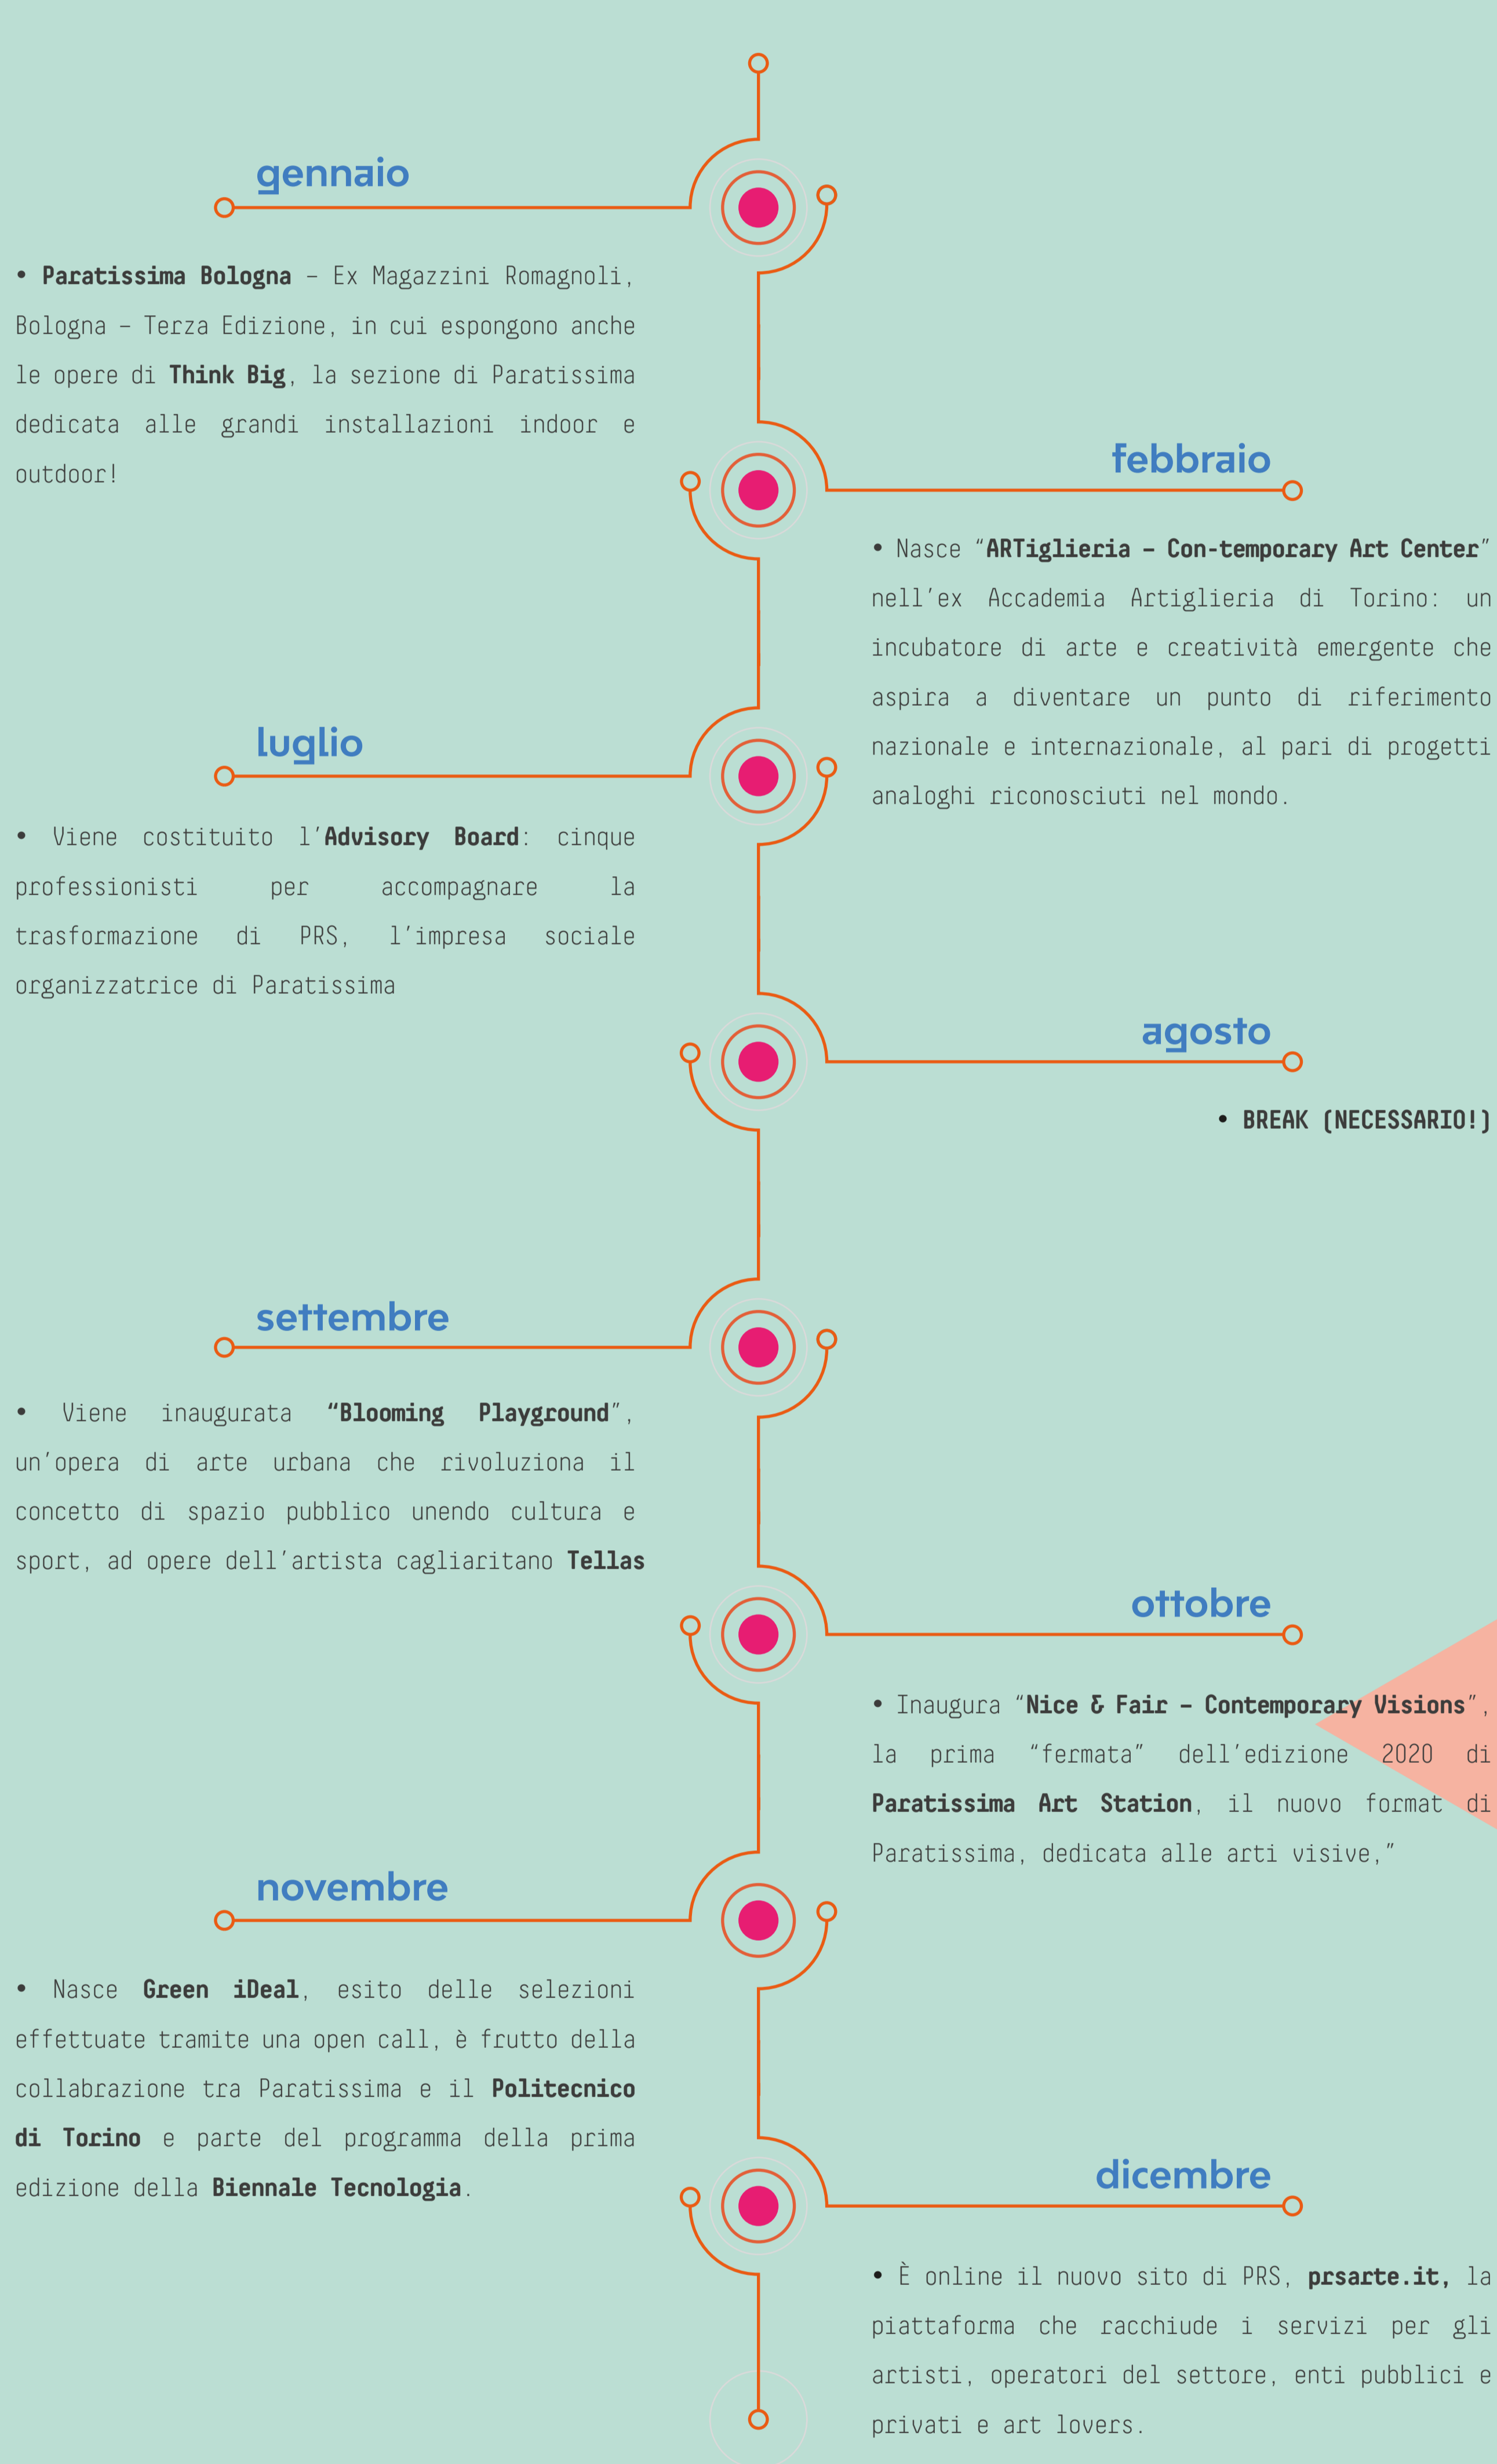 gennaio
• Paratissima Bologna – Ex Magazzini Romagnoli,
Bologna – Terza Edizione, in cui espongono anche
le opere di Think Big, la sezione di Paratissima
dedicata alle grandi installazioni indoor e
outdoor!
febbraio
• Nasce “ARTiglieria – Con-temporary Art Center”
nell’ex Accademia Artiglieria di Torino: un
incubatore di arte e creatività emergente che
aspira a diventare un punto di riferimento
nazionale e internazionale, al pari di progetti
analoghi riconosciuti nel mondo.
luglio
• Viene costituito l’Advisory Board: cinque
professionisti per accompagnare la
trasformazione di PRS, l’impresa sociale
organizzatrice di Paratissima
agosto
• BREAK (NECESSARIO!)
settembre
• Viene inaugurata “Blooming Playground”,
un’opera di arte urbana che rivoluziona il
concetto di spazio pubblico unendo cultura e
sport, ad opere dell’artista cagliaritano Tellas
ottobre
• Inaugura “Nice & Fair – Contemporary Visions”,
la prima “fermata” dell’edizione 2020 di
Paratissima Art Station, il nuovo format di
Paratissima, dedicata alle arti visive,”
novembre
• Nasce Green iDeal, esito delle selezioni
effettuate tramite una open call, è frutto della
collabrazione tra Paratissima e il Politecnico
di Torino e parte del programma della prima
edizione della Biennale Tecnologia.
dicembre
• È online il nuovo sito di PRS, prsarte.it, la
piattaforma che racchiude i servizi per gli
artisti, operatori del settore, enti pubblici e
privati e art lovers.